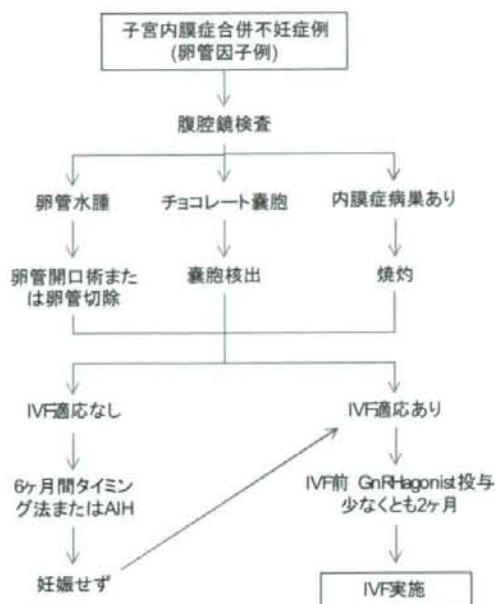 子宮内膜症合併不妊症例
(卵管因子例)
腹腔鏡検査
卵管水腫
チョコレート嚢胞
内膜症病巣あり
卵管開口術また
は卵管切除
嚢胞核出
焼灼
IVF適応なし
IVF適応あり
6ヶ月間タイミン
グ法またはAIH
IVF前 GnRHagonist投与
少なくとも2ヶ月
妊娠せず
IVF実施